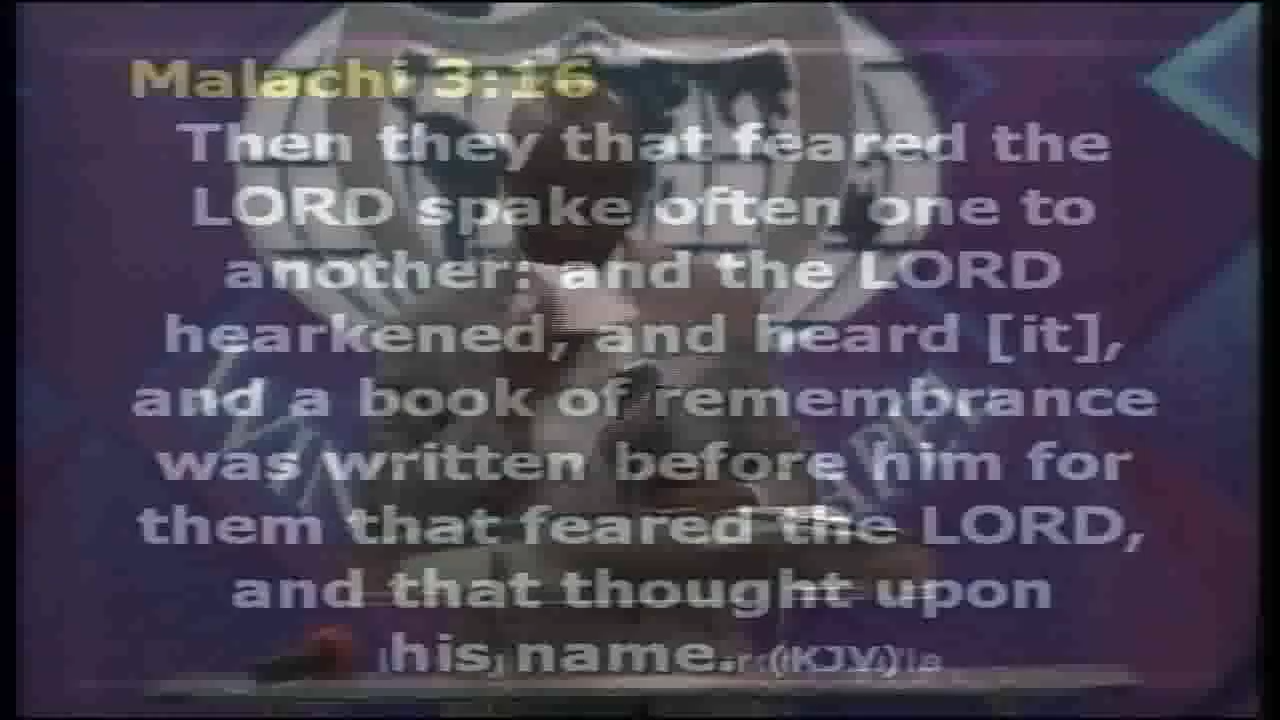 Malachi 3:16
Then they that feared the
LORD spake often one to
another: and the LORD
hearkened, and heard [it],
and a book of remembrance
was written before him for
them that feared the LORD,
and that thought upon
his name. (KJV)